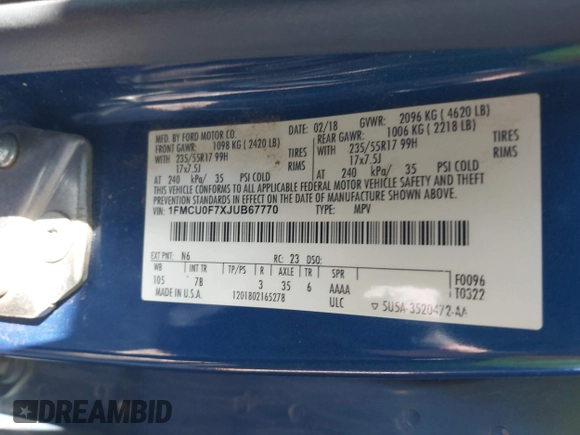 MFD. BY FORD MOTOR CO. DATE: 02/18 GVWR: 2096 KG ( 4620 LB)
FRONT GAWR: 1098 KG ( 2420 LB) REAR GAWR: 1006 KG ( 2218 LB)
WITH 235/55R17 99H TIRES WITH 235/55R17 99H TIRES
17x7.5J RIMS 17x7.5J RIMS
AT 240 kPa/ 35 PSI COLD AT 240 kPa/ 35 PSI COLD
THIS VEHICLE CONFORMS TO ALL APPLICABLE FEDERAL MOTOR VEHICLE SAFETY AND THEFT
PREVENTION STANDARDS IN EFFECT ON THE DATE OF MANUFACTURE SHOWN ABOVE.
VIN: 1FMCU0F7XJUB67770 TYPE: MPV
EXT PNT: N6 RC: 23 DSO:
WB INT TR TP/PS R AXLE TR SPR F0096
105 7B 3 35 6 AAAA T0322
MADE IN U.S.A. 1201802165278 ULC 5U5A-3520472-AA
DREAMBID